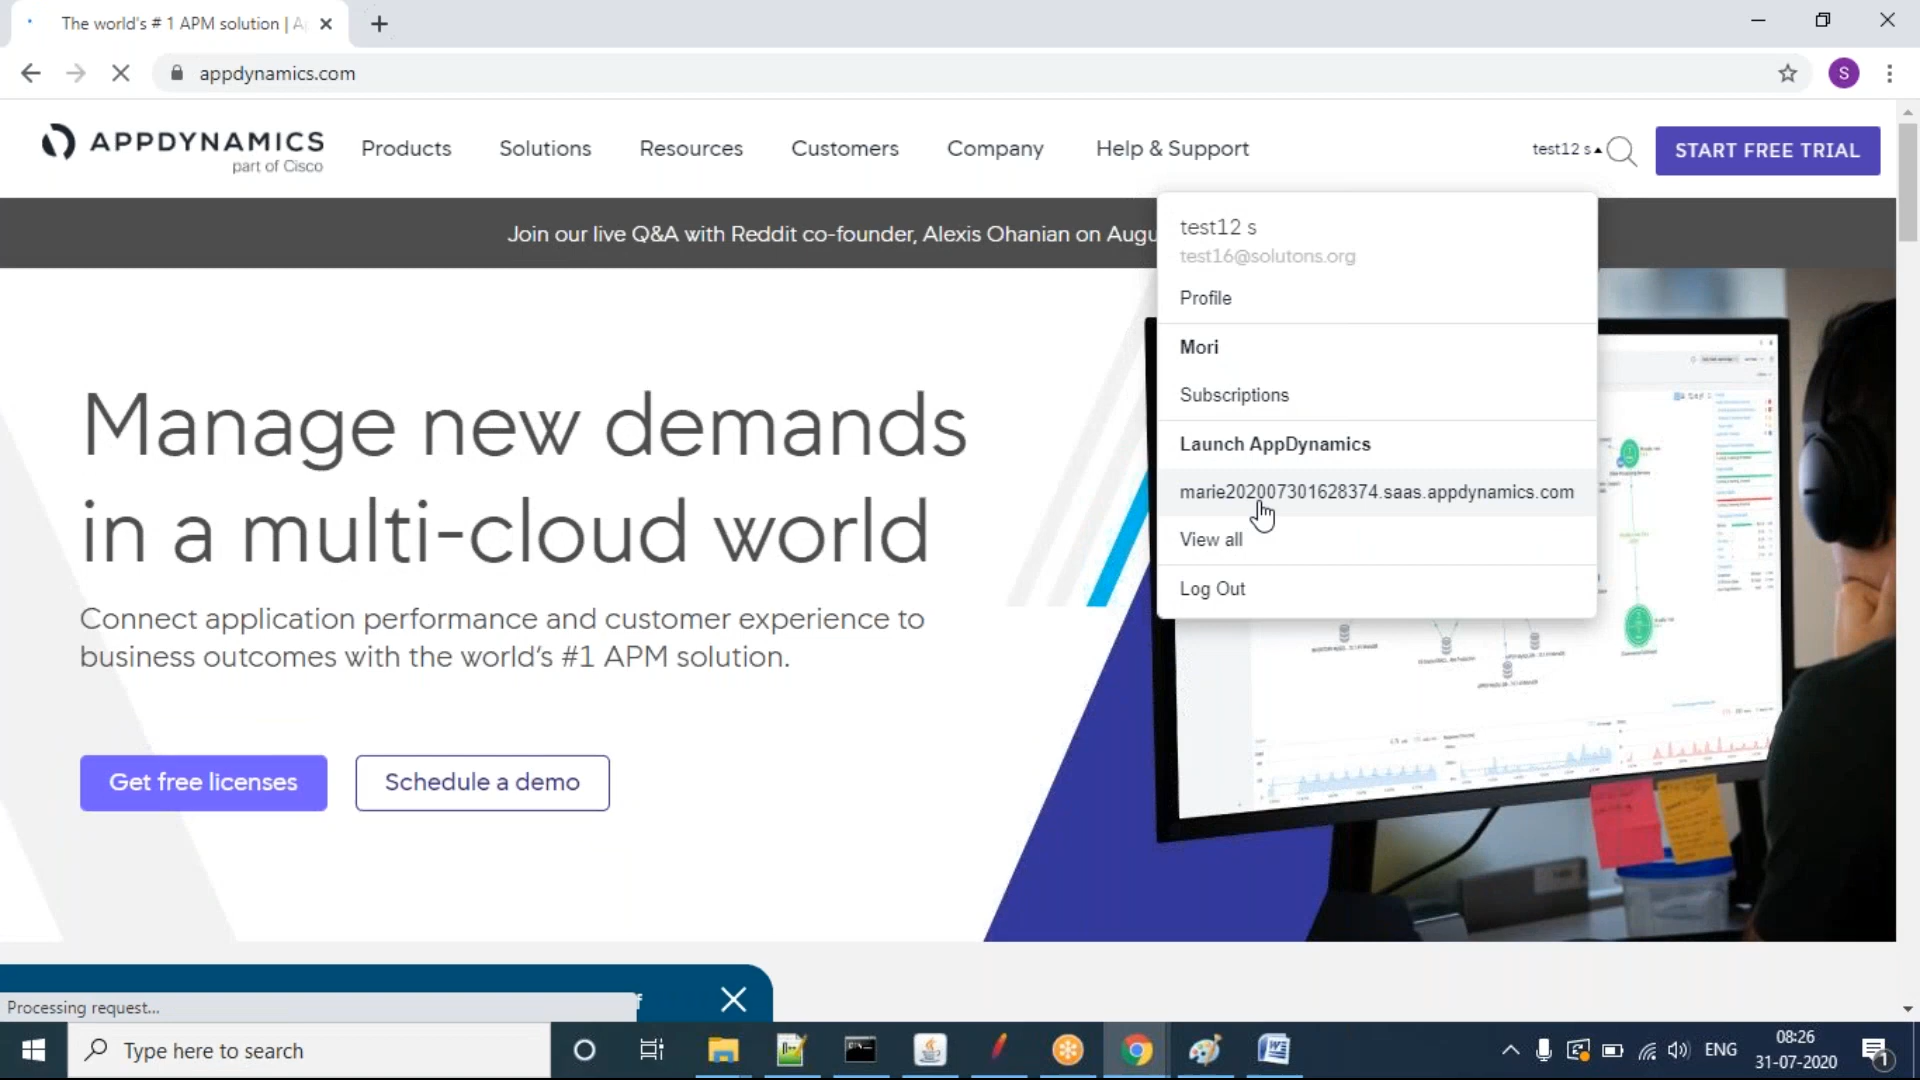 The world's # 1 APM solution | A
appdynamics.com
S
APPDYNAMICS
part of Cisco
Products
Solutions
Resources
Customers
Company
Help & Support
test12 s
START FREE TRIAL
Join our live Q&A with Reddit co-founder, Alexis Ohanian on Augu
test12 s
test16@solutons.org
Profile
Mori
Subscriptions
Launch AppDynamics
marie202007301628374.saas.appdynamics.com
View all
Log Out
Manage new demands
in a multi-cloud world
Connect application performance and customer experience to
business outcomes with the world's #1 APM solution.
Get free licenses
Schedule a demo
Processing request...
Type here to search
ENG
08:26
31-07-2020
1